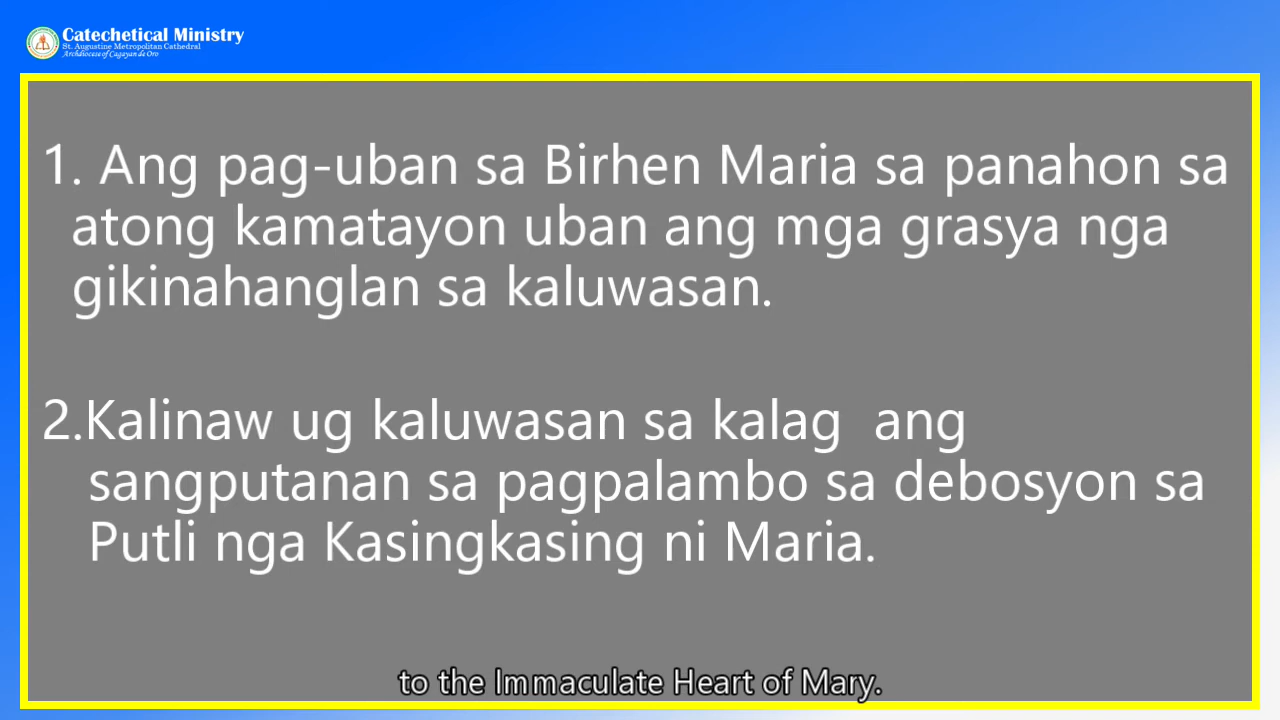 Catechetical Ministry
St. Augustine Metropolitan Cathedral
Archdiocese of Cagayan de Oro
1. Ang pag-uban sa Birhen Maria sa panahon sa
atong kamatayon uban ang mga grasya nga
gikinahanglan sa kaluwasan.
2.Kalinaw ug kaluwasan sa kalag ang
sangputanan sa pagpalambo sa debosyon sa
Putli nga Kasingkasing ni Maria.
to the Immaculate Heart of Mary.